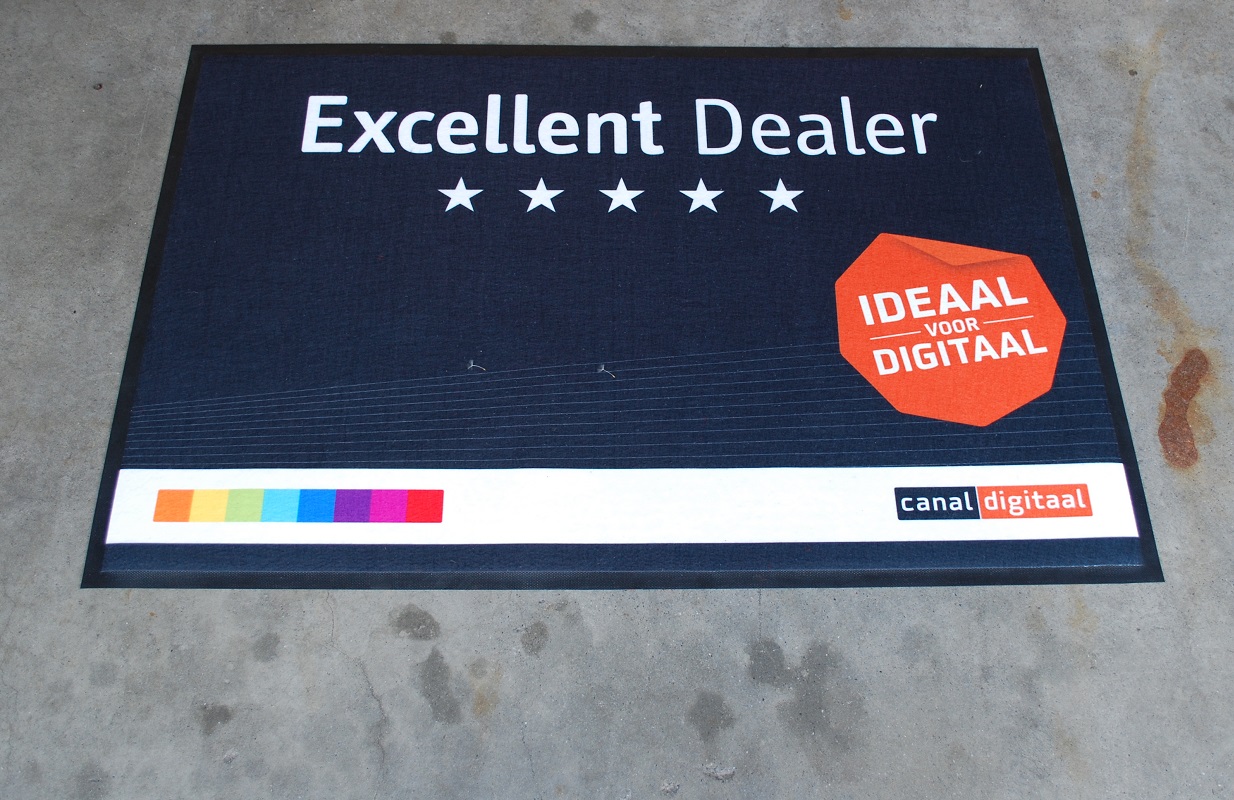 Excellent Dealer
IDEAAL
VOOR
DIGITAAL
canal digitaal